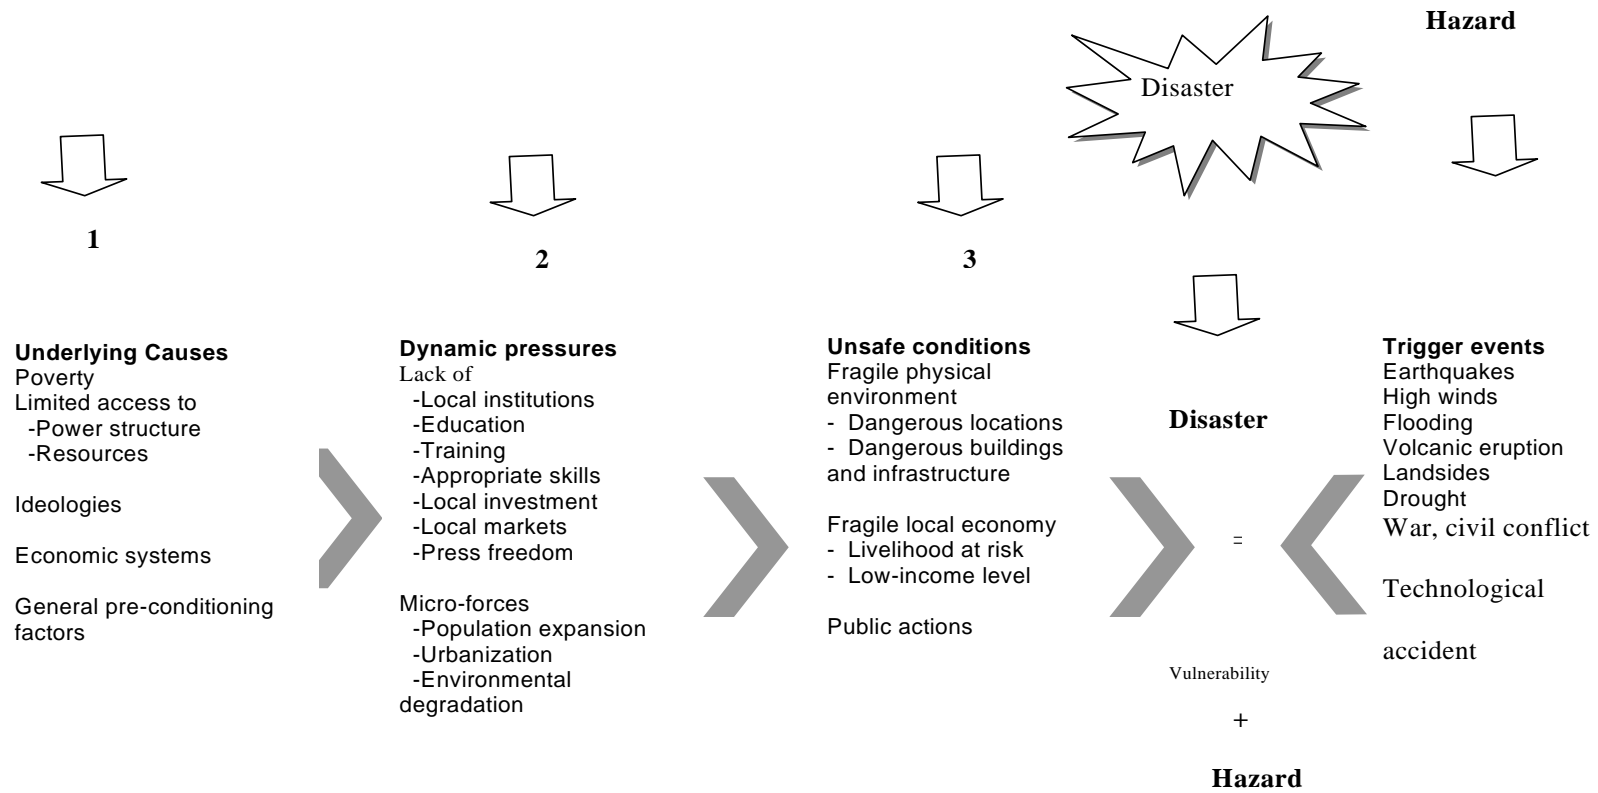 Hazard
Disaster
1
2
3
Underlying Causes
Poverty
Limited access to
-Power structure
-Resources
Ideologies
Economic systems
General pre-conditioning
factors
Dynamic pressures
Lack of
-Local institutions
-Education
-Training
-Appropriate skills
-Local investment
-Local markets
-Press freedom
Micro-forces
-Population expansion
-Urbanization
-Environmental
degradation
Unsafe conditions
Fragile physical
environment
- Dangerous locations
- Dangerous buildings
and infrastructure
Fragile local economy
- Livelihood at risk
- Low-income level
Public actions
Disaster
=
Vulnerability
+
Hazard
Trigger events
Earthquakes
High winds
Flooding
Volcanic eruption
Landsides
Drought
War, civil conflict
Technological
accident